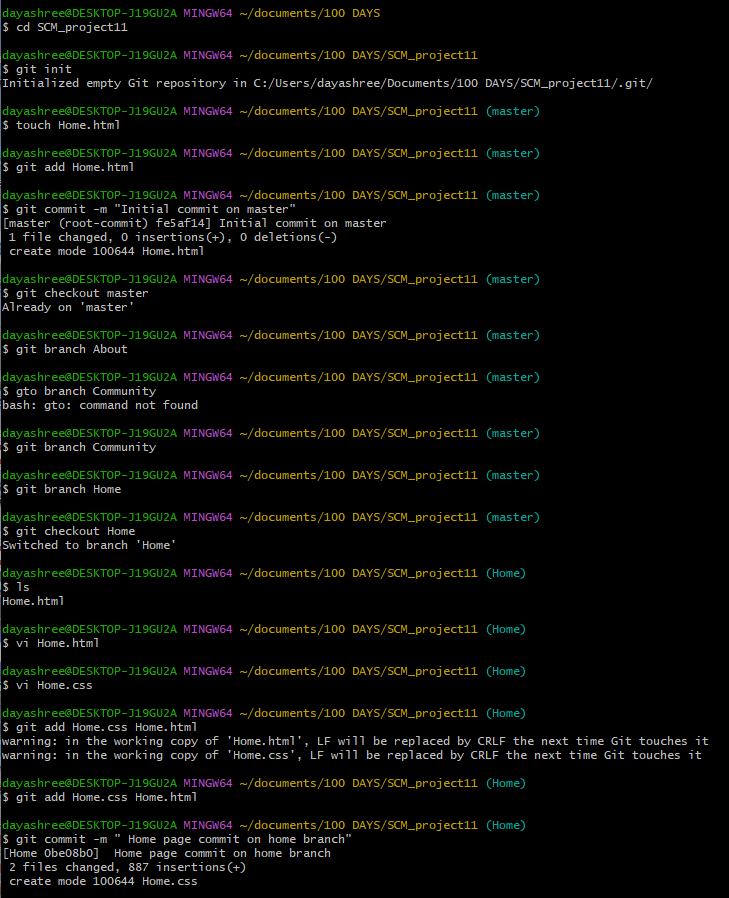 dayashree@DESKTOP-J19GU2A MINGW64 ~/documents/100 DAYS
$ cd SCM_project11
dayashree@DESKTOP-J19GU2A MINGW64 ~/documents/100 DAYS/SCM_project11
$ git init
Initialized empty Git repository in C:/Users/dayashree/Documents/100 DAYS/SCM_project11/.git/
dayashree@DESKTOP-J19GU2A MINGW64 ~/documents/100 DAYS/SCM_project11 (master)
$ touch Home.html
dayashree@DESKTOP-J19GU2A MINGW64 ~/documents/100 DAYS/SCM_project11 (master)
$ git add Home.html
dayashree@DESKTOP-J19GU2A MINGW64 ~/documents/100 DAYS/SCM_project11 (master)
$ git commit -m "Initial commit on master"
[master (root-commit) fe5af14] Initial commit on master
 1 file changed, 0 insertions(+), 0 deletions(-)
 create mode 100644 Home.html
dayashree@DESKTOP-J19GU2A MINGW64 ~/documents/100 DAYS/SCM_project11 (master)
$ git checkout master
Already on 'master'
dayashree@DESKTOP-J19GU2A MINGW64 ~/documents/100 DAYS/SCM_project11 (master)
$ git branch About
dayashree@DESKTOP-J19GU2A MINGW64 ~/documents/100 DAYS/SCM_project11 (master)
$ gto branch Community
bash: gto: command not found
dayashree@DESKTOP-J19GU2A MINGW64 ~/documents/100 DAYS/SCM_project11 (master)
$ git branch Community
dayashree@DESKTOP-J19GU2A MINGW64 ~/documents/100 DAYS/SCM_project11 (master)
$ git branch Home
dayashree@DESKTOP-J19GU2A MINGW64 ~/documents/100 DAYS/SCM_project11 (master)
$ git checkout Home
Switched to branch 'Home'
dayashree@DESKTOP-J19GU2A MINGW64 ~/documents/100 DAYS/SCM_project11 (Home)
$ ls
Home.html
dayashree@DESKTOP-J19GU2A MINGW64 ~/documents/100 DAYS/SCM_project11 (Home)
$ vi Home.html
dayashree@DESKTOP-J19GU2A MINGW64 ~/documents/100 DAYS/SCM_project11 (Home)
$ vi Home.css
dayashree@DESKTOP-J19GU2A MINGW64 ~/documents/100 DAYS/SCM_project11 (Home)
$ git add Home.css Home.html
warning: in the working copy of 'Home.html', LF will be replaced by CRLF the next time Git touches it
warning: in the working copy of 'Home.css', LF will be replaced by CRLF the next time Git touches it
dayashree@DESKTOP-J19GU2A MINGW64 ~/documents/100 DAYS/SCM_project11 (Home)
$ git add Home.css Home.html
dayashree@DESKTOP-J19GU2A MINGW64 ~/documents/100 DAYS/SCM_project11 (Home)
$ git commit -m " Home page commit on home branch"
[Home 0be08b0]  Home page commit on home branch
 2 files changed, 887 insertions(+)
 create mode 100644 Home.css